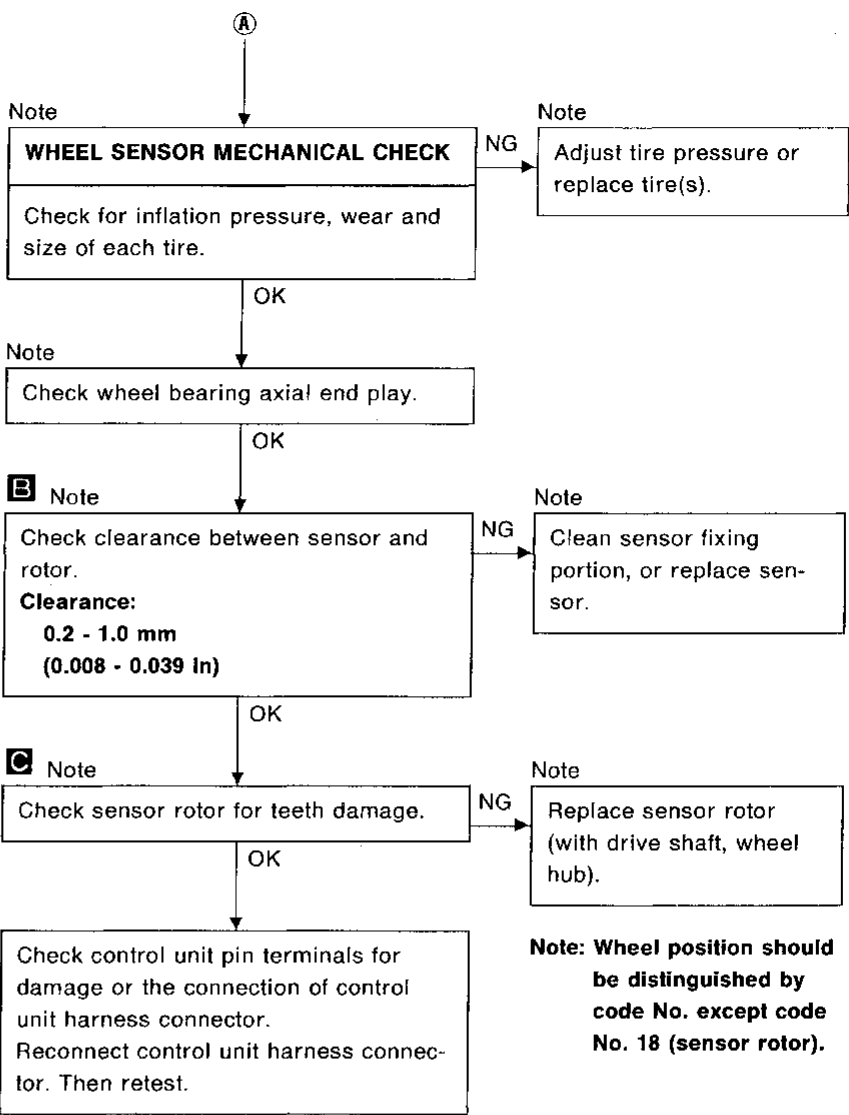 A
Note
WHEEL SENSOR MECHANICAL CHECK
Check for inflation pressure, wear and
size of each tire.
NG
Note
Adjust tire pressure or
replace tire(s).
OK
Note
Check wheel bearing axial end play.
OK
B Note
Check clearance between sensor and
rotor.
Clearance:
0.2 - 1.0 mm
(0.008 - 0.039 in)
NG
Note
Clean sensor fixing
portion, or replace sen-
sor.
OK
C Note
Check sensor rotor for teeth damage.
NG
Note
Replace sensor rotor
(with drive shaft, wheel
hub).
OK
Check control unit pin terminals for
damage or the connection of control
unit harness connector.
Reconnect control unit harness connec-
tor. Then retest.
Note: Wheel position should
be distinguished by
code No. except code
No. 18 (sensor rotor).